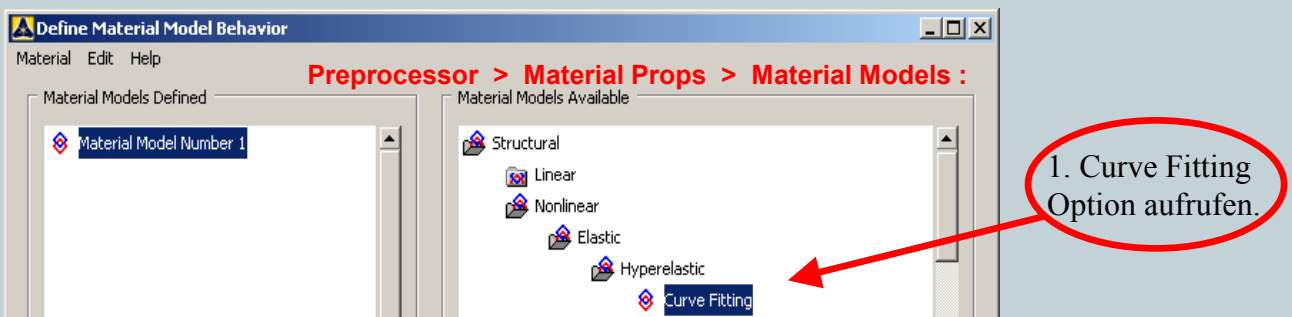 Define Material Model Behavior
Material Edit Help
Preprocessor > Material Props > Material Models :
Material Models Defined
Material Models Available
Material Model Number 1
Structural
Linear
Nonlinear
Elastic
Hyperelastic
Curve Fitting
1. Curve Fitting
Option aufrufen.